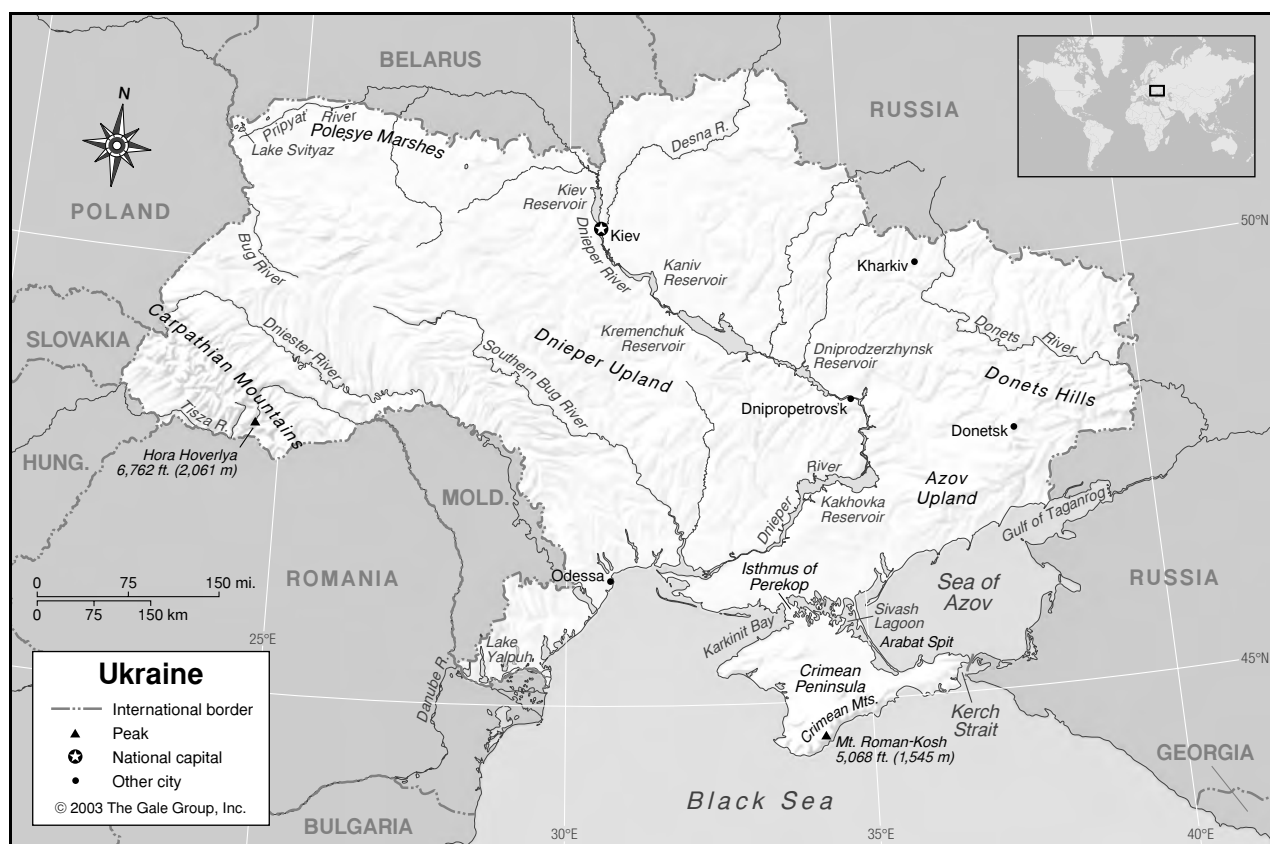 BELARUS
RUSSIA
N
Pripyat'
River
Polesye Marshes
Lake Svityaz
Desna R.
POLAND
Kiev
Reservoir
Kiev
Dnieper River
50°N
Bug River
Kaniv
Reservoir
Kharkiv
SLOVAKIA
Carpathian Mountains
Dniester River
Southern Bug River
Dnieper Upland
Kremenchuk
Reservoir
Dniprodzerzhynsk
Reservoir
Donets
River
Donets Hills
Tisza R.
Hora Hoverlya
6,762 ft. (2,061 m)
Dnipropetrovs'k
Donetsk
HUNG.
MOLD.
River
Dnieper
Kakhovka
Reservoir
Azov
Upland
Gulf of Taganrog
0 75 150 mi.
0 75 150 km
ROMANIA
Odessa
Isthmus of
Perekop
Sea of
Azov
RUSSIA
Karkinit Bay
Sivash
Lagoon
Arabat Spit
25°E
Lake
Yalpuh
45°N
Danube R.
Crimean
Peninsula
Crimean Mts.
Kerch
Strait
Mt. Roman-Kosh
5,068 ft. (1,545 m)
GEORGIA
Black Sea
BULGARIA
30°E
35°E
40°E
Ukraine
International border
Peak
National capital
Other city
© 2003 The Gale Group, Inc.